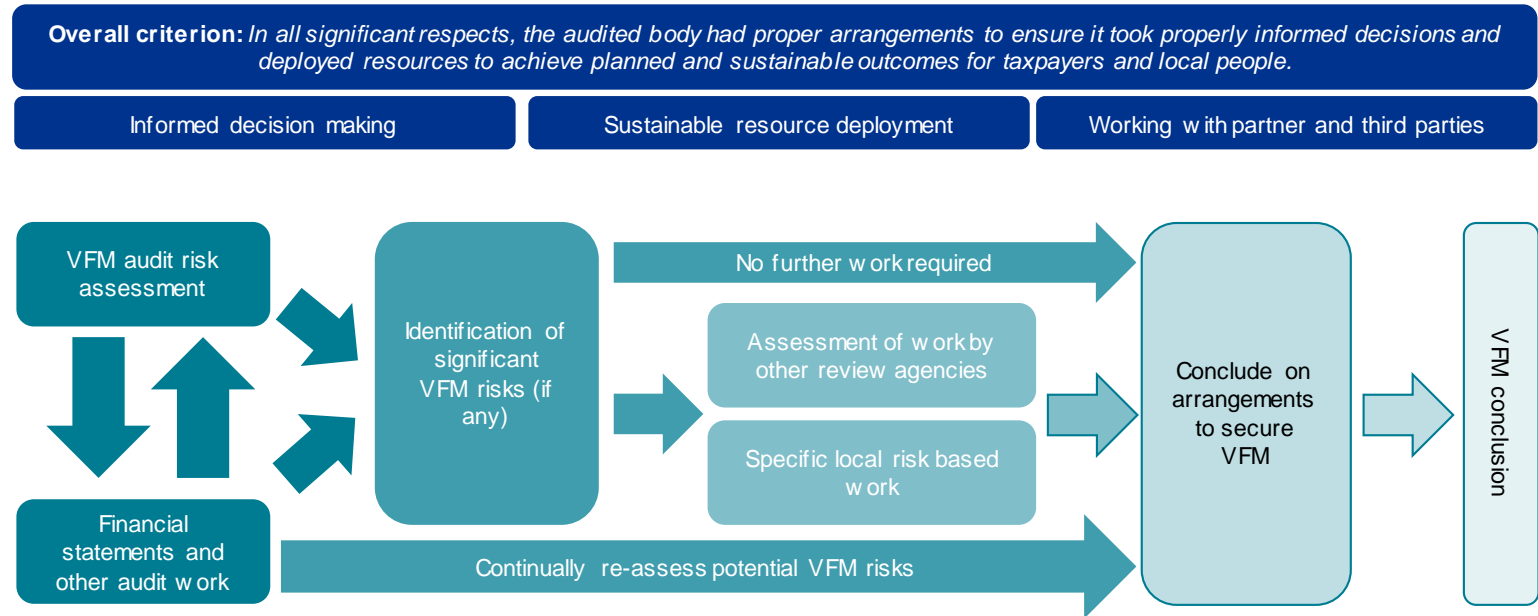 Overall criterion: In all significant respects, the audited body had proper arrangements to ensure it took properly informed decisions and
deployed resources to achieve planned and sustainable outcomes for taxpayers and local people.
Informed decision making
Sustainable resource deployment
Working with partner and third parties
VFM audit risk
assessment
No further work required
Identification of
significant
VFM risks (if
any)
Assessment of work by
other review agencies
Specific local risk based
work
Conclude on
arrangements
to secure
VFM
VFM conclusion
Financial
statements and
other audit work
Continually re-assess potential VFM risks